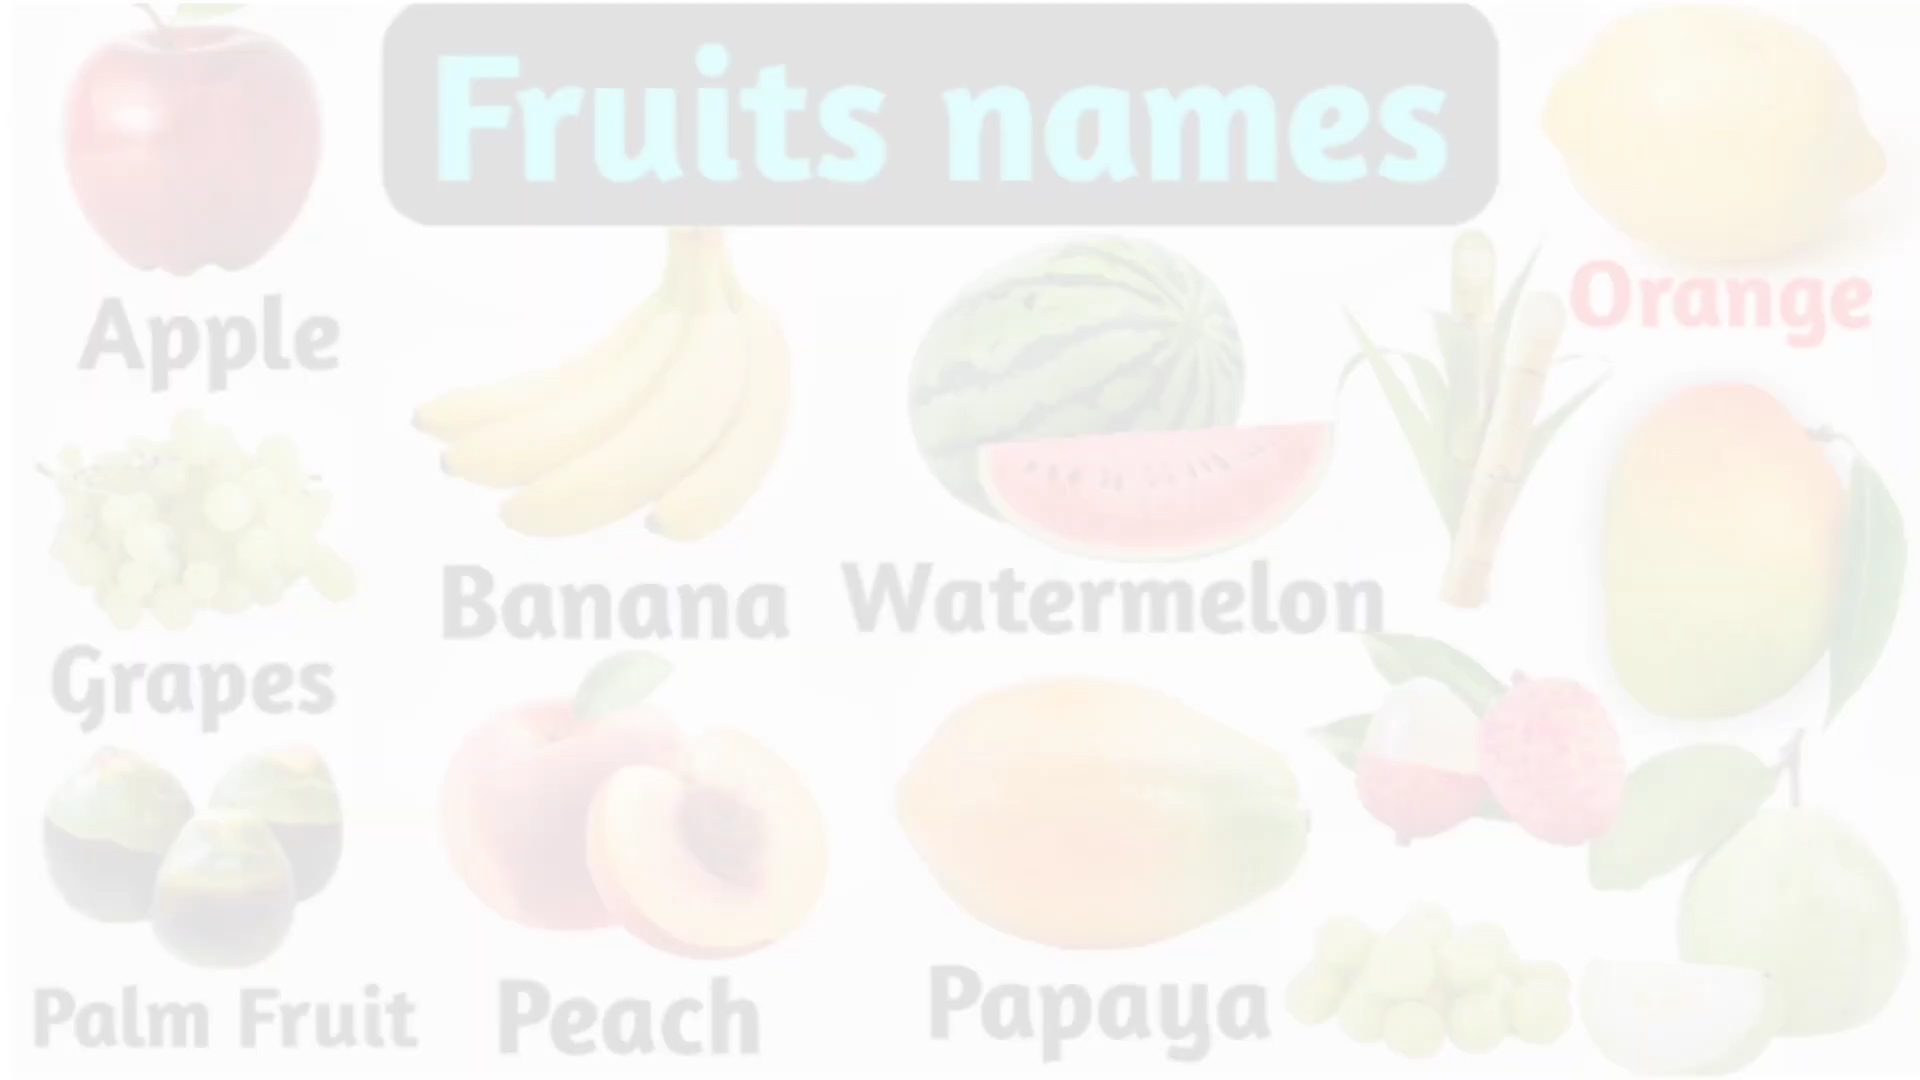 Fruits names
Apple
Orange
Banana
Watermelon
Grapes
Palm Fruit
Peach
Papaya